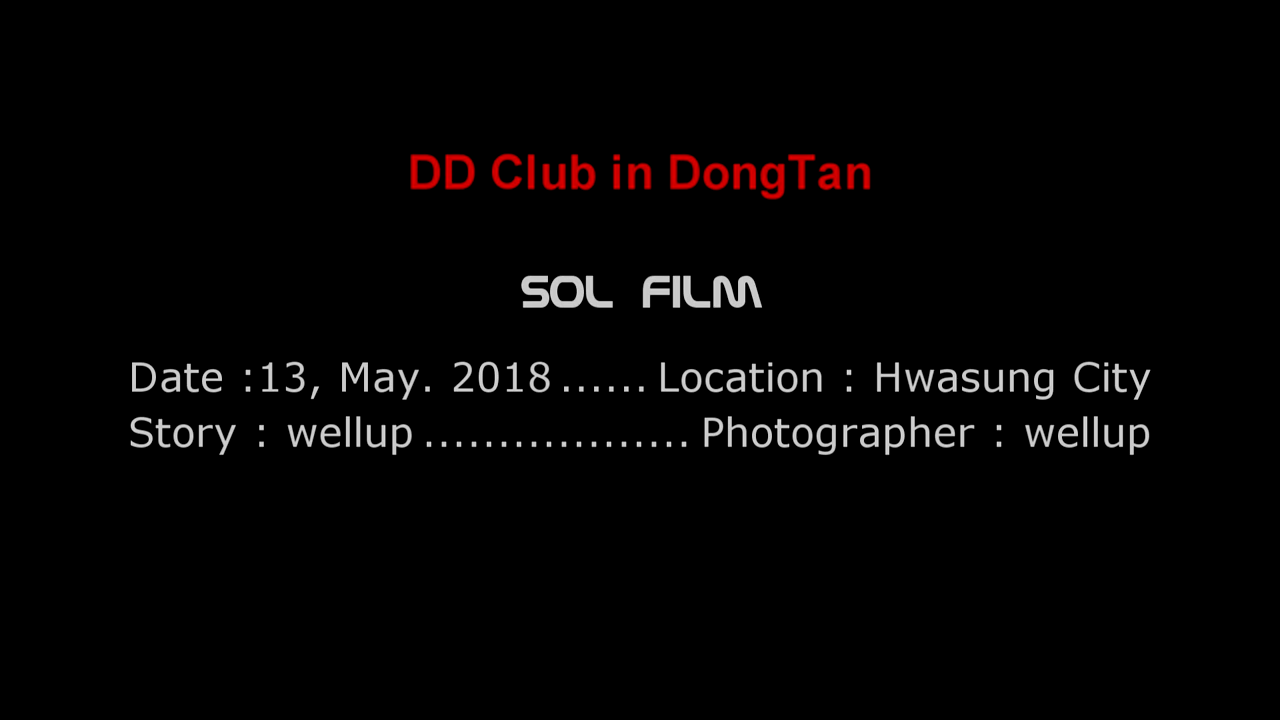 DD Club in DongTan
SOL FILM
Date :13, May. 2018 ...... Location : Hwasung City
Story : wellup .................. Photographer : wellup